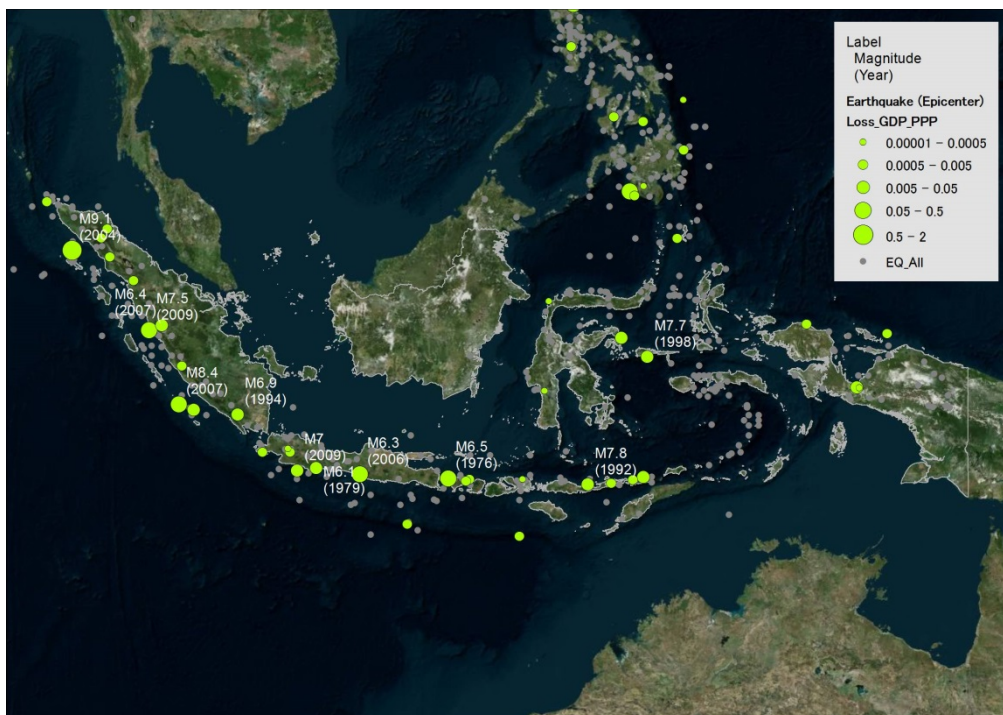 Label
Magnitude
(Year)
Earthquake (Epicenter)
Loss_GDP_PPP
0.00001 – 0.0005
0.0005 – 0.005
0.005 – 0.05
0.05 – 0.5
0.5 – 2
EQ_All
M9.1
(2004)
M6.4
(2007)
M7.5
(2009)
M7.7
(1998)
M8.4
(2007)
M6.9
(1994)
M7
(2009)
M6.3
(2006)
M6.5
(1976)
M7.8
(1992)
(1979)